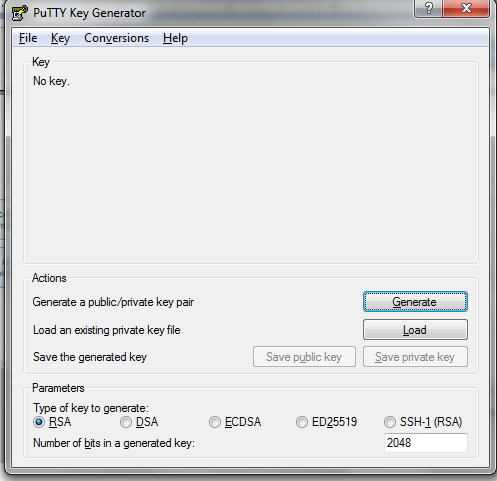 PuTTY Key Generator
?
File Key Conversions Help
Key
No key.
Actions
Generate a public/private key pair Generate
Load an existing private key file Load
Save the generated key Save public key Save private key
Parameters
Type of key to generate:
RSA DSA ECDSA ED25519 SSH-1 (RSA)
Number of bits in a generated key: 2048